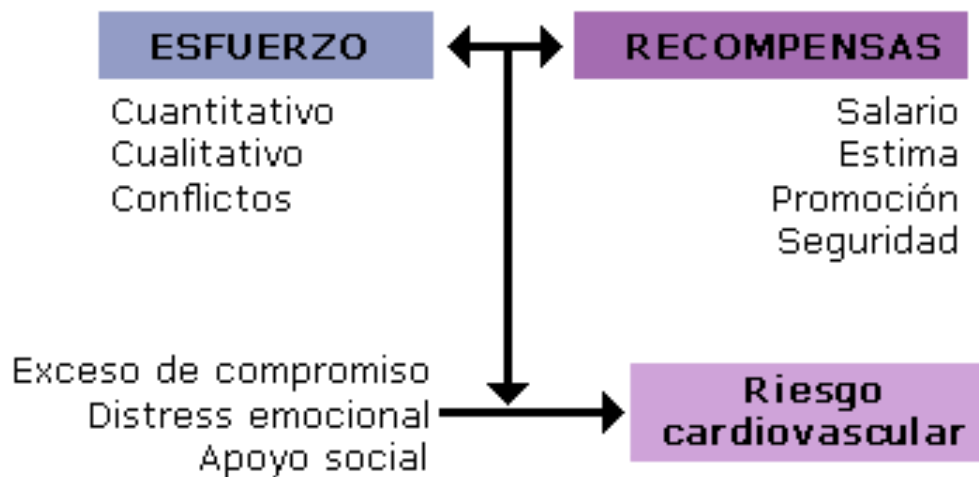 ESFUERZO
RECOMPENSAS
Cuantitativo
Cualitativo
Conflictos
Salario
Estima
Promoción
Seguridad
Exceso de compromiso
Distress emocional
Apoyo social
Riesgo
cardiovascular